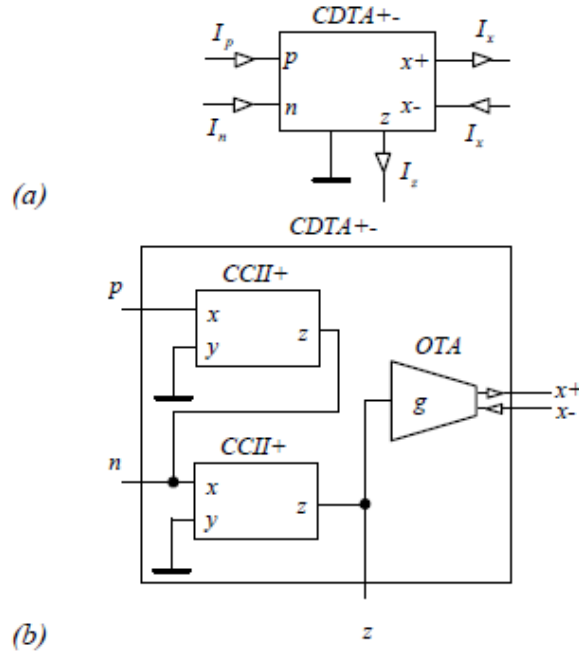 CDTA+-
I_p
I_x
p
x+
n
x-
z
I_n
I_x
I_z
(a)
CDTA+-
CCII+
p
x
y
z
OTA
g
x+
x-
CCII+
n
x
y
z
(b)
z